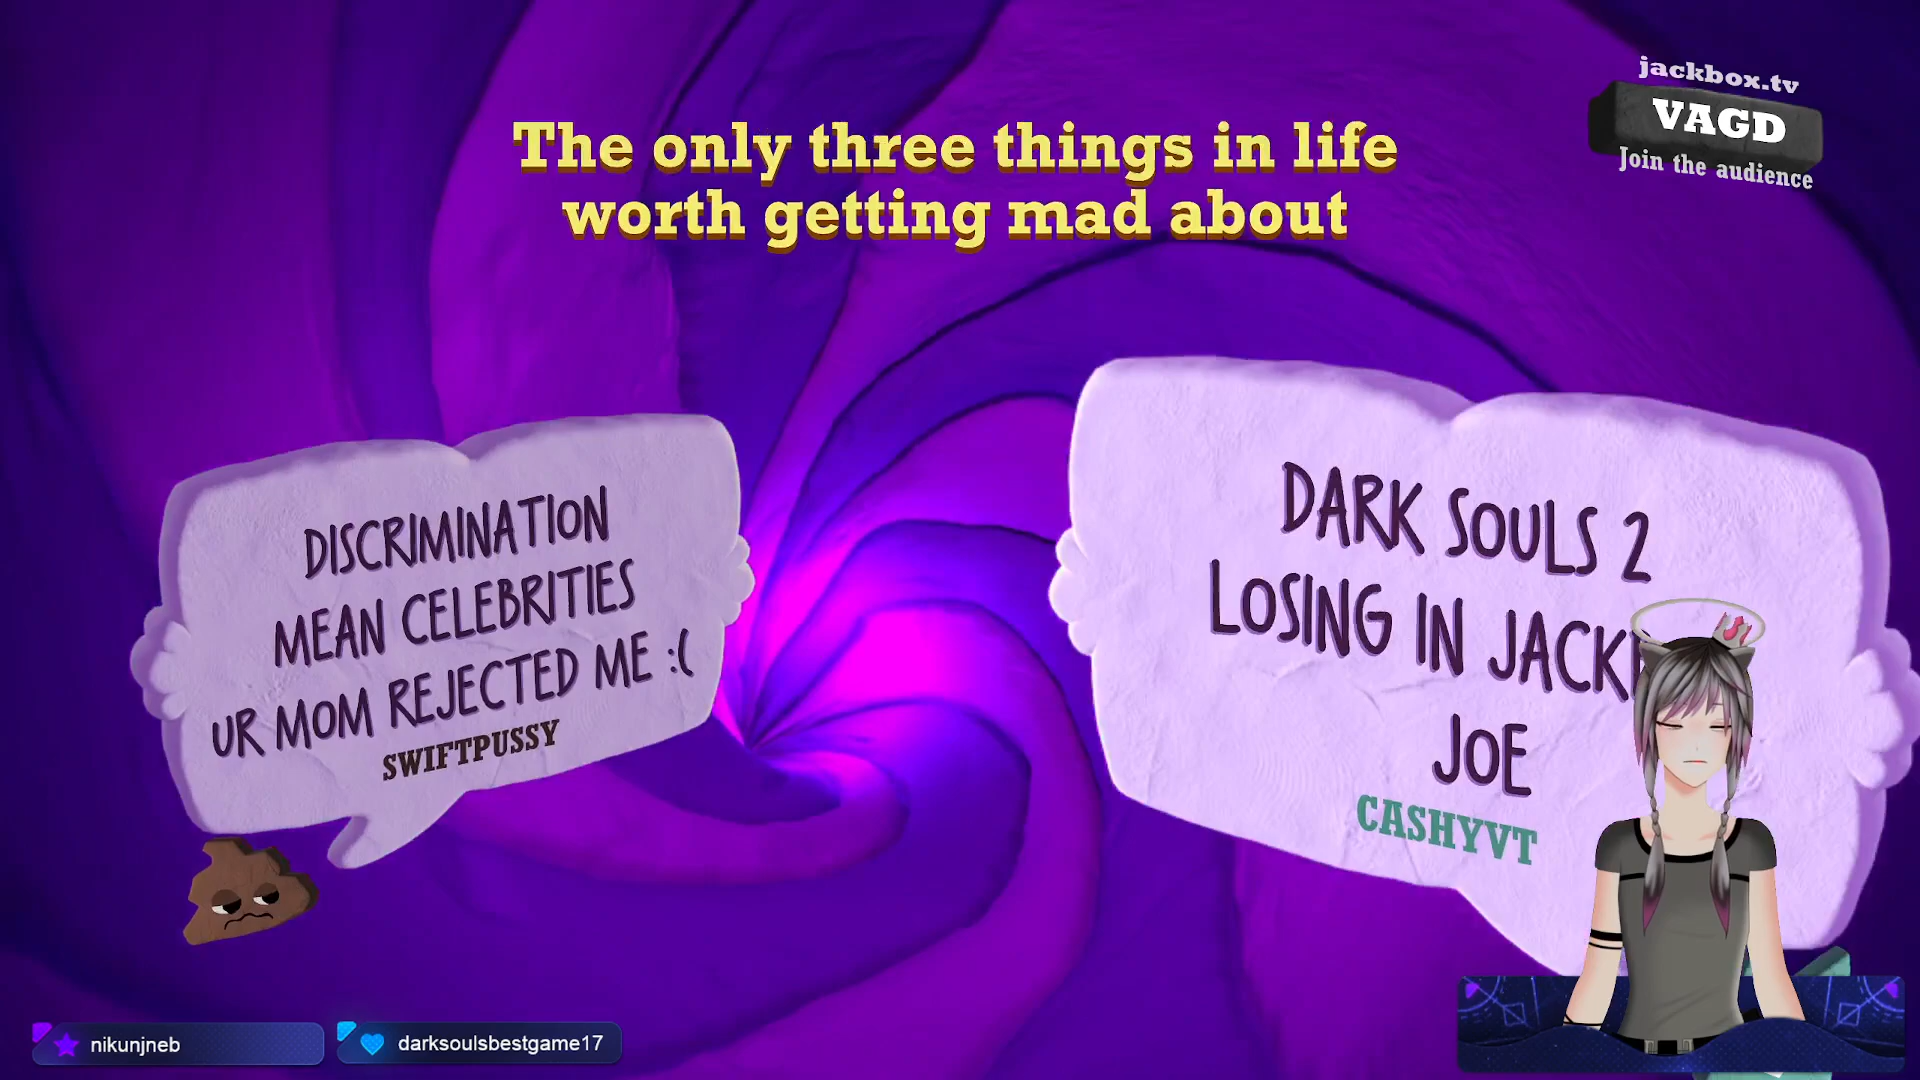 jackbox.tv
VAGD
Join the audience
The only three things in life
worth getting mad about
DISCRIMINATION
MEAN CELEBRITIES
UR MOM REJECTED ME :(
SWIFTPUSSY
DARK SOULS 2
LOSING IN
JOE
CASHYVT
nikunjneb
darksoulsbestgame17